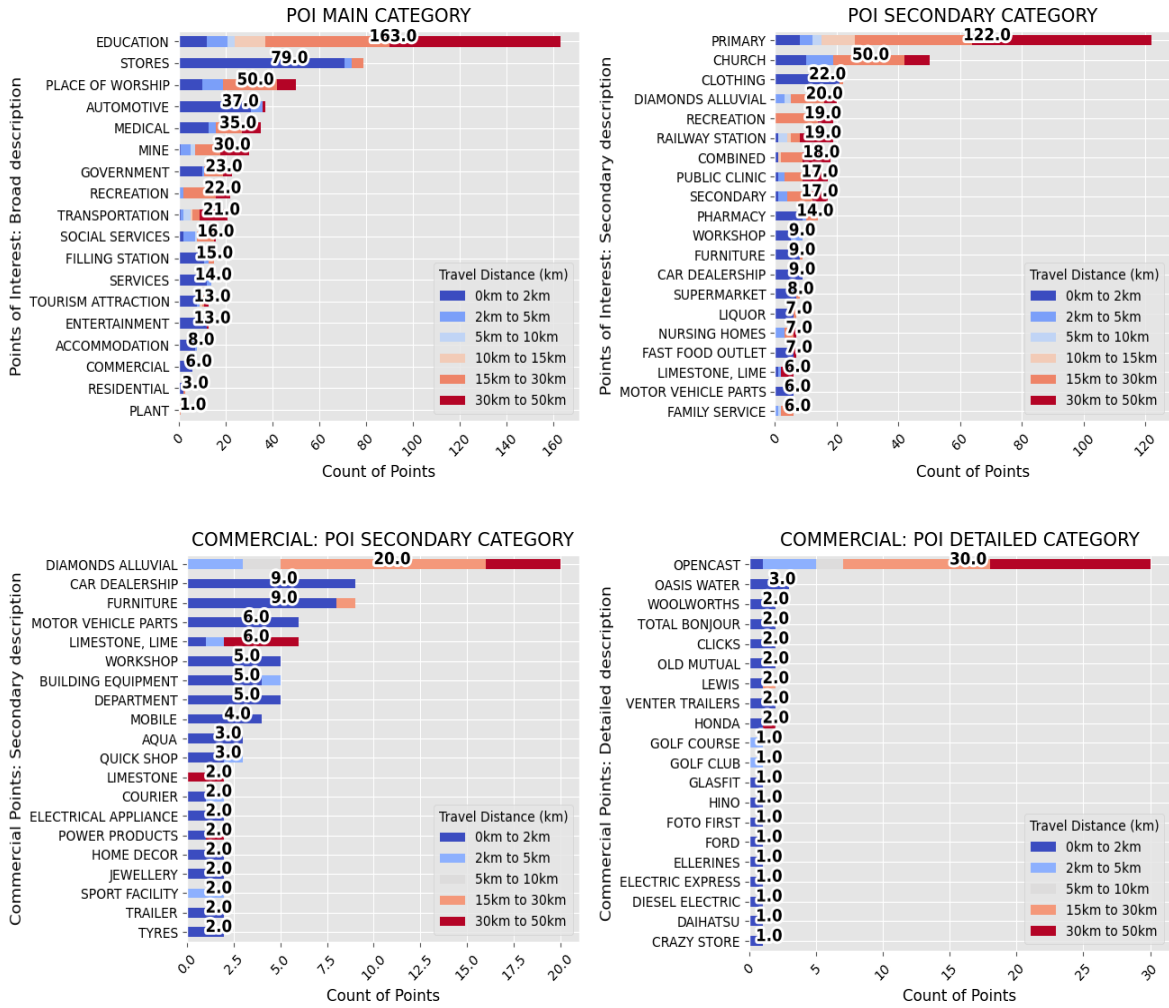 POI MAIN CATEGORY
Points of Interest: Broad description
EDUCATION 163.0
STORES 79.0
PLACE OF WORSHIP 50.0
AUTOMOTIVE 37.0
MEDICAL 35.0
MINE 30.0
GOVERNMENT 23.0
RECREATION 22.0
TRANSPORTATION 21.0
SOCIAL SERVICES 16.0
FILLING STATION 15.0
SERVICES 14.0
TOURISM ATTRACTION 13.0
ENTERTAINMENT 13.0
ACCOMMODATION 8.0
COMMERCIAL 6.0
RESIDENTIAL 3.0
PLANT 1.0
Travel Distance (km)
0km to 2km
2km to 5km
5km to 10km
10km to 15km
15km to 30km
30km to 50km
0 20 40 60 80 100 120 140 160
Count of Points
POI SECONDARY CATEGORY
Points of Interest: Secondary description
PRIMARY 122.0
CHURCH 50.0
CLOTHING 22.0
DIAMONDS ALLUVIAL 20.0
RECREATION 19.0
RAILWAY STATION 19.0
COMBINED 18.0
PUBLIC CLINIC 17.0
SECONDARY 17.0
PHARMACY 14.0
WORKSHOP 9.0
FURNITURE 9.0
CAR DEALERSHIP 9.0
SUPERMARKET 8.0
LIQUOR 7.0
NURSING HOMES 7.0
FAST FOOD OUTLET 7.0
LIMESTONE, LIME 6.0
MOTOR VEHICLE PARTS 6.0
FAMILY SERVICE 6.0
Travel Distance (km)
0km to 2km
2km to 5km
5km to 10km
10km to 15km
15km to 30km
30km to 50km
0 20 40 60 80 100 120
Count of Points
COMMERCIAL: POI SECONDARY CATEGORY
Commercial Points: Secondary description
DIAMONDS ALLUVIAL 20.0
CAR DEALERSHIP 9.0
FURNITURE 9.0
MOTOR VEHICLE PARTS 6.0
LIMESTONE, LIME 6.0
WORKSHOP 5.0
BUILDING EQUIPMENT 5.0
DEPARTMENT 5.0
MOBILE 4.0
AQUA 3.0
QUICK SHOP 3.0
LIMESTONE 2.0
COURIER 2.0
ELECTRICAL APPLIANCE 2.0
POWER PRODUCTS 2.0
HOME DECOR 2.0
JEWELLERY 2.0
SPORT FACILITY 2.0
TRAILER 2.0
TYRES 2.0
Travel Distance (km)
0km to 2km
2km to 5km
5km to 10km
15km to 30km
30km to 50km
0.0 2.5 5.0 7.5 10.0 12.5 15.0 17.5 20.0
Count of Points
COMMERCIAL: POI DETAILED CATEGORY
Commercial Points: Detailed description
OPENCAST 30.0
OASIS WATER 3.0
WOOLWORTHS 2.0
TOTAL BONJOUR 2.0
CLICKS 2.0
OLD MUTUAL 2.0
LEWIS 2.0
VENTER TRAILERS 2.0
HONDA 2.0
GOLF COURSE 1.0
GOLF CLUB 1.0
GLASFIT 1.0
HINO 1.0
FOTO FIRST 1.0
FORD 1.0
ELLERINES 1.0
ELECTRIC EXPRESS 1.0
DIESEL ELECTRIC 1.0
DAIHATSU 1.0
CRAZY STORE 1.0
Travel Distance (km)
0km to 2km
2km to 5km
5km to 10km
15km to 30km
30km to 50km
0 5 10 15 20 25 30
Count of Points